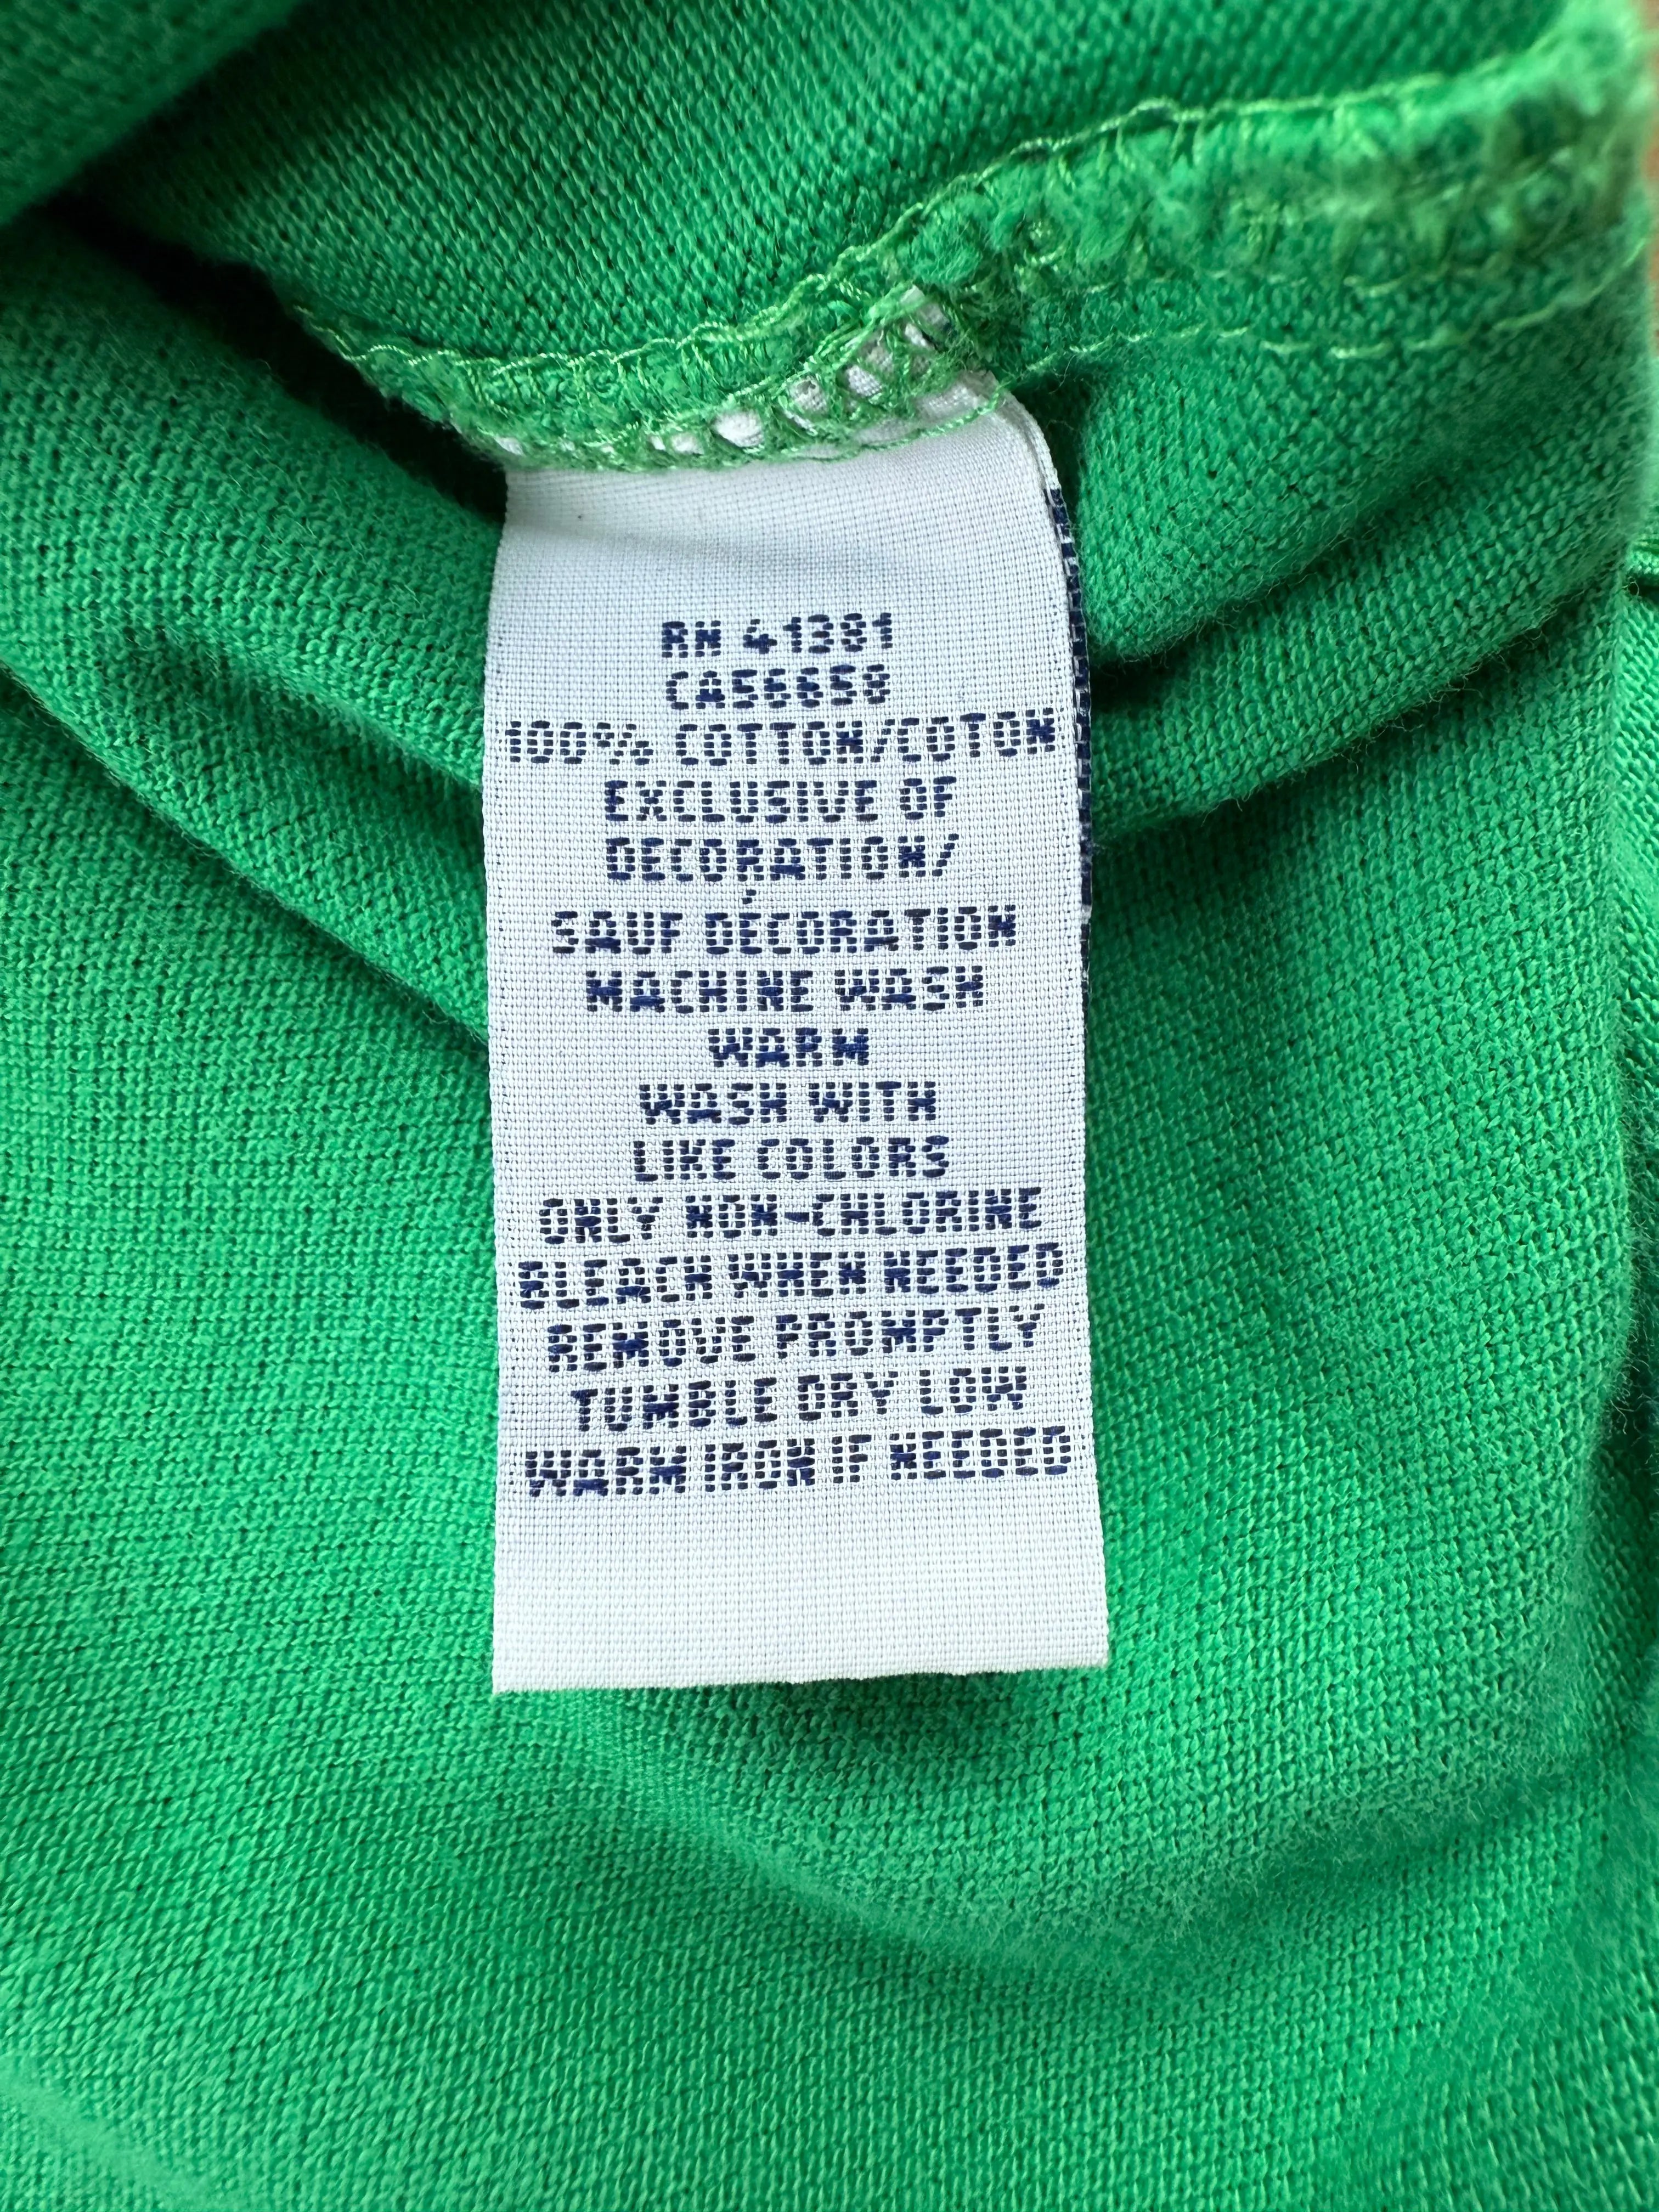 RN 41381
CA56658
100% COTTON/COTON
EXCLUSIVE OF
DECORATION/
SAUF DÉCORATION
MACHINE WASH
WARM
WASH WITH
LIKE COLORS
ONLY NON-CHLORINE
BLEACH WHEN NEEDED
REMOVE PROMPTLY
TUMBLE DRY LOW
WARM IRON IF NEEDED